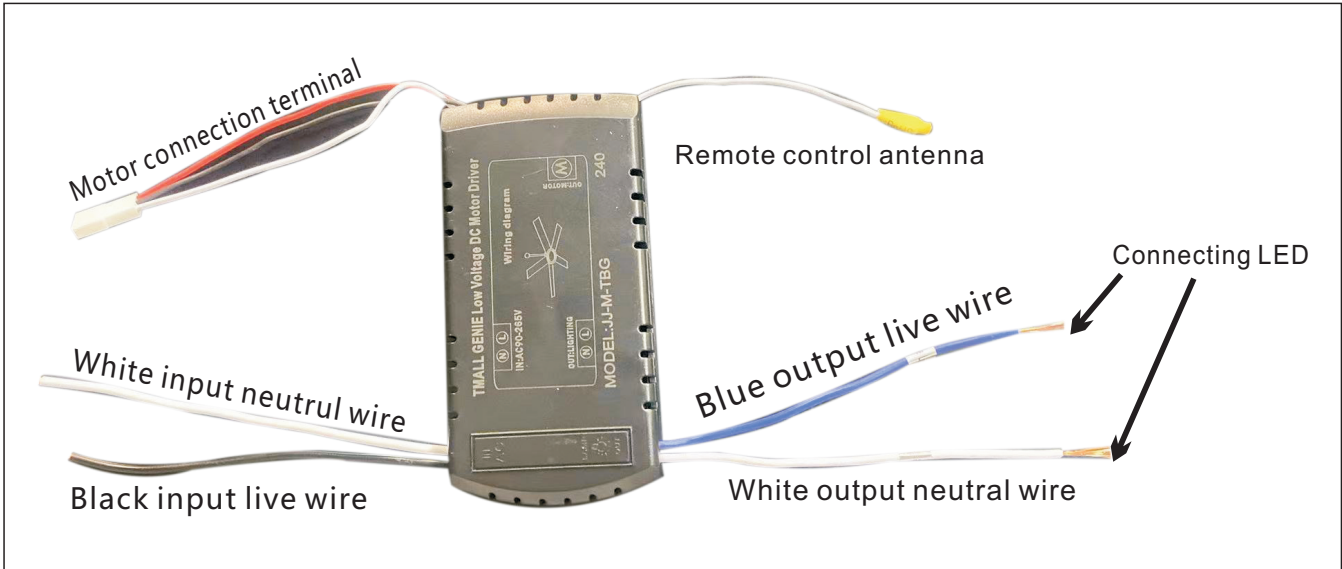 Motor connection terminal
Remote control antenna
TMALL GENIE Low Voltage DC Motor Driver
Wiring diagram
M
OUT:MOTOR
240
N L
IN:AC90-265V
OUT:LIGHTING
N L
MODEL:JJ-M-TBG
Connecting LED
Blue output live wire
White input neutrul wire
Black input live wire
White output neutral wire